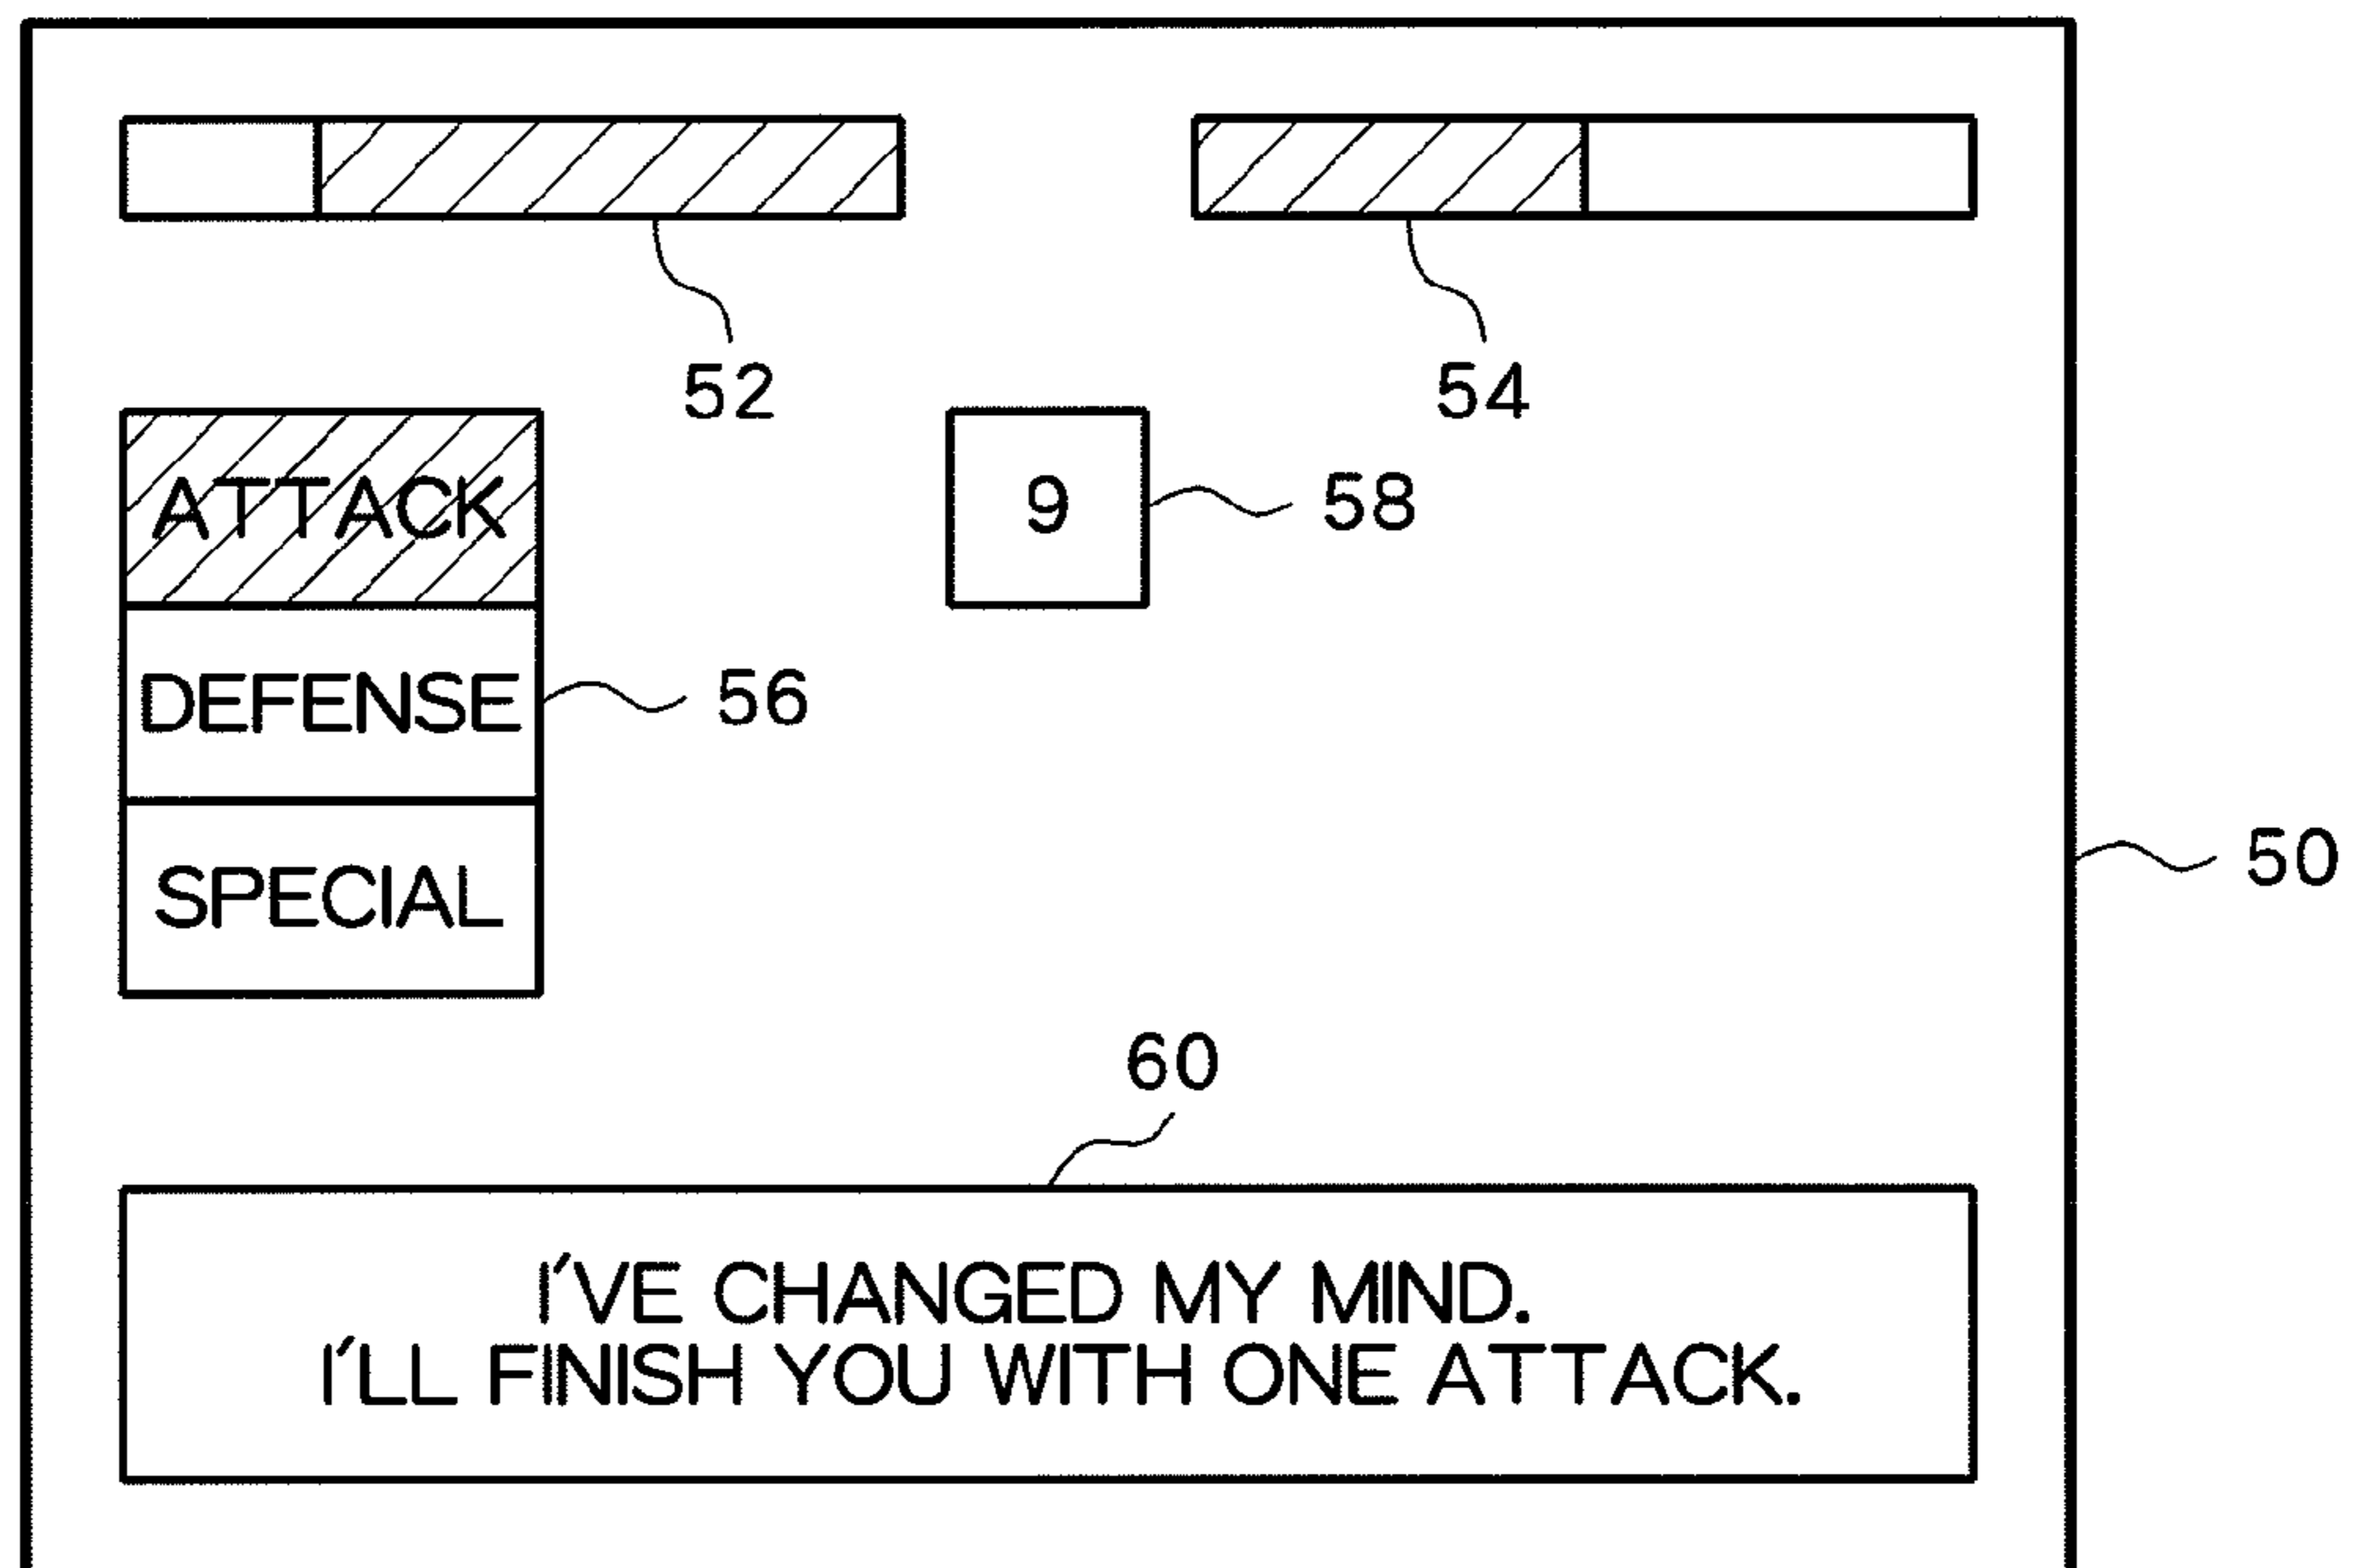 52
54
ATTACK
9
58
DEFENSE
56
SPECIAL
50
60
I'VE CHANGED MY MIND.
I'LL FINISH YOU WITH ONE ATTACK.